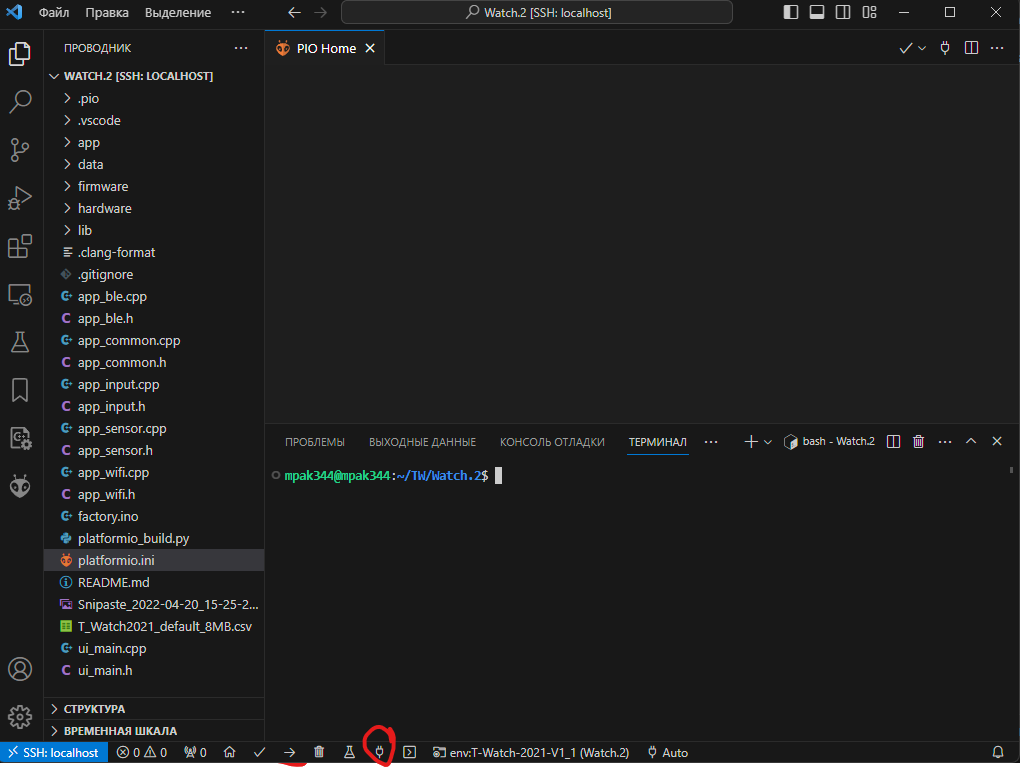 Файл Правка Выделение ··· Watch.2 [SSH: localhost]
ПРОВОДНИК ···
PIO Home
WATCH.2 [SSH: LOCALHOST]
.pio
.vscode
app
data
firmware
hardware
lib
.clang-format
.gitignore
app_ble.cpp
app_ble.h
app_common.cpp
app_common.h
app_input.cpp
app_input.h
app_sensor.cpp
app_sensor.h
app_wifi.cpp
app_wifi.h
factory.ino
platformio_build.py
platformio.ini
README.md
Snipaste_2022-04-20_15-25-2...
T_Watch2021_default_8MB.csv
ui_main.cpp
ui_main.h
СТРУКТУРА
ВРЕМЕННАЯ ШКАЛА
ПРОБЛЕМЫ ВЫХОДНЫЕ ДАННЫЕ КОНСОЛЬ ОТЛАДКИ ТЕРМИНАЛ ··· bash - Watch.2 ···
mpak344@mpak344:~/TW/Watch.2$
SSH: localhost 0 0 0 env:T-Watch-2021-V1_1 (Watch.2) Auto